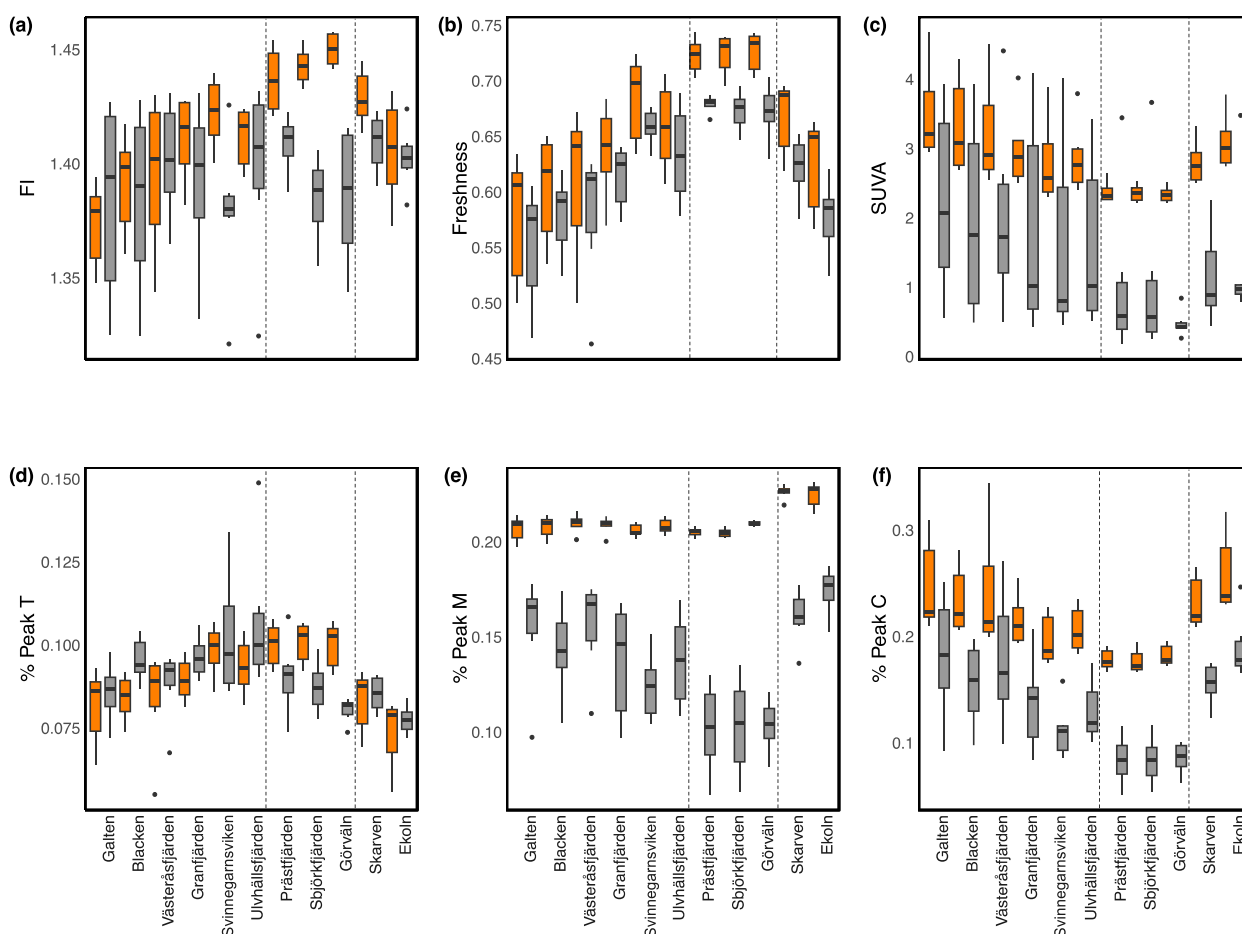 (a)
FI
1.45
1.40
1.35
(b)
Freshness
0.75
0.70
0.65
0.60
0.55
0.50
0.45
(c)
SUVA
4
3
2
1
0
(d)
% Peak T
0.150
0.125
0.100
0.075
Galten
Blacken
Västeråsfjärden
Granfjärden
Svinnegarnsviken
Ulvhällsfjärden
Prästfjärden
Sbjörkfjärden
Görväln
Skarven
Ekoln
(e)
% Peak M
0.20
0.15
0.10
Galten
Blacken
Västeråsfjärden
Granfjärden
Svinnegarnsviken
Ulvhällsfjärden
Prästfjärden
Sbjörkfjärden
Görväln
Skarven
Ekoln
(f)
% Peak C
0.3
0.2
0.1
Galten
Blacken
Västeråsfjärden
Granfjärden
Svinnegarnsviken
Ulvhällsfjärden
Prästfjärden
Sbjörkfjärden
Görväln
Skarven
Ekoln